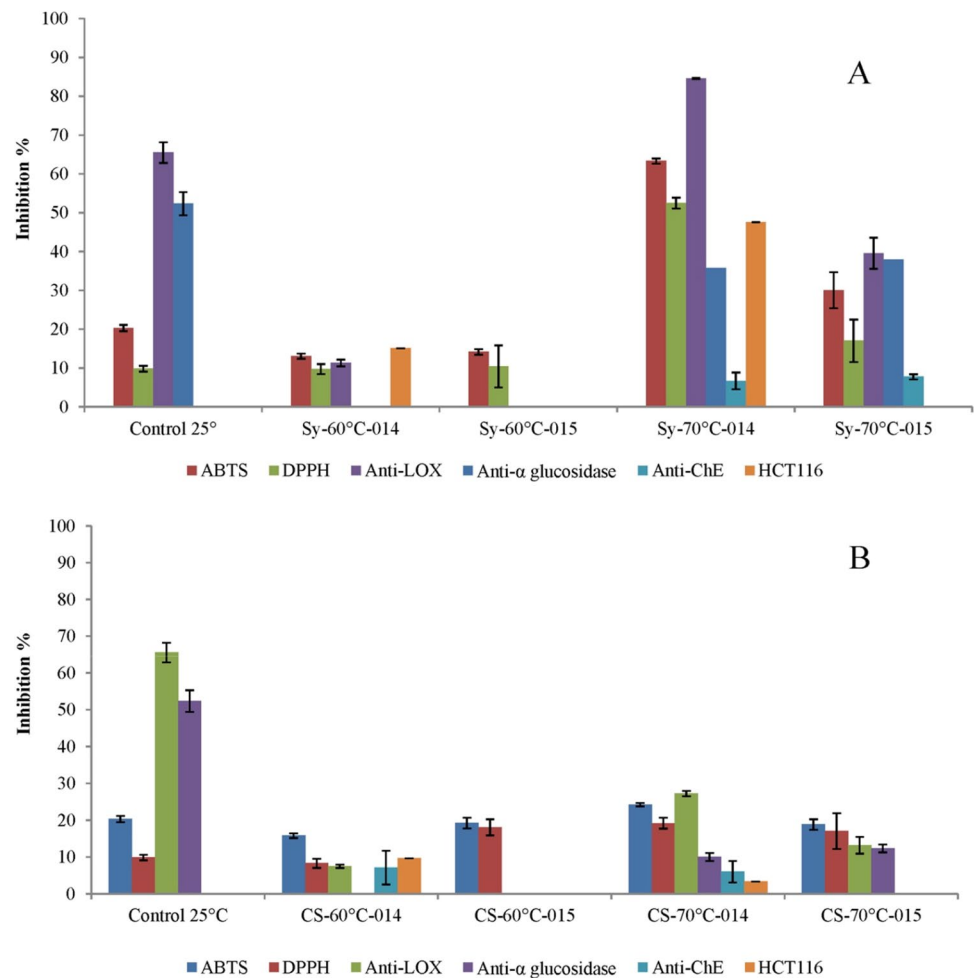 100
A
90
80
70
60
50
40
30
20
10
0
Inhibition %
Control 25° Sy-60°C-014 Sy-60°C-015 Sy-70°C-014 Sy-70°C-015
ABTS DPPH Anti-LOX Anti-α glucosidase Anti-ChE HCT116
100
B
90
80
70
60
50
40
30
20
10
0
Inhibition %
Control 25°C CS-60°C-014 CS-60°C-015 CS-70°C-014 CS-70°C-015
ABTS DPPH Anti-LOX Anti-α glucosidase Anti-ChE HCT116